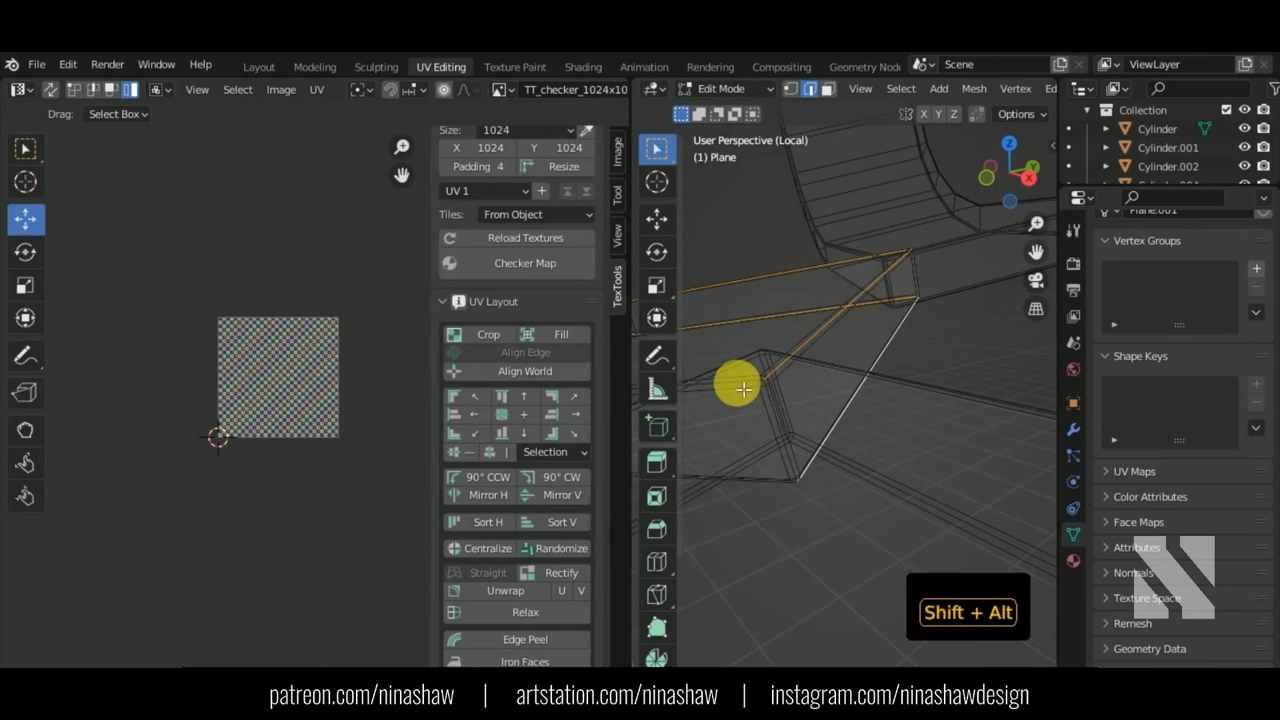 File Edit Render Window Help
Layout Modeling Sculpting UV Editing Texture Paint Shading Animation Rendering Compositing Geometry Node
Scene
ViewLayer
View Select Image UV
TT_checker_1024x10
Edit Mode
View Select Add Mesh Vertex Ed
Drag: Select Box
X Y Z
Options
Collection
Cylinder
Cylinder.001
Cylinder.002
User Perspective (Local)
(1) Plane
Z
Y
X
Size: 1024
X 1024 Y 1024
Padding 4 Resize
UV 1
Tiles: From Object
Reload Textures
Checker Map
UV Layout
Crop Fill
Align Edge
Align World
Selection
90° CCW 90° CW
Mirror H Mirror V
Sort H Sort V
Centralize Randomize
Straight Rectify
Unwrap U V
Relax
Edge Peel
Iron Faces
Image
Tool
View
TexTools
Plane.001
Vertex Groups
Shape Keys
UV Maps
Color Attributes
Face Maps
Attributes
Normals
Texture Space
Remesh
Geometry Data
Shift + Alt
N
patreon.com/ninashaw | artstation.com/ninashaw | instagram.com/ninashawdesign